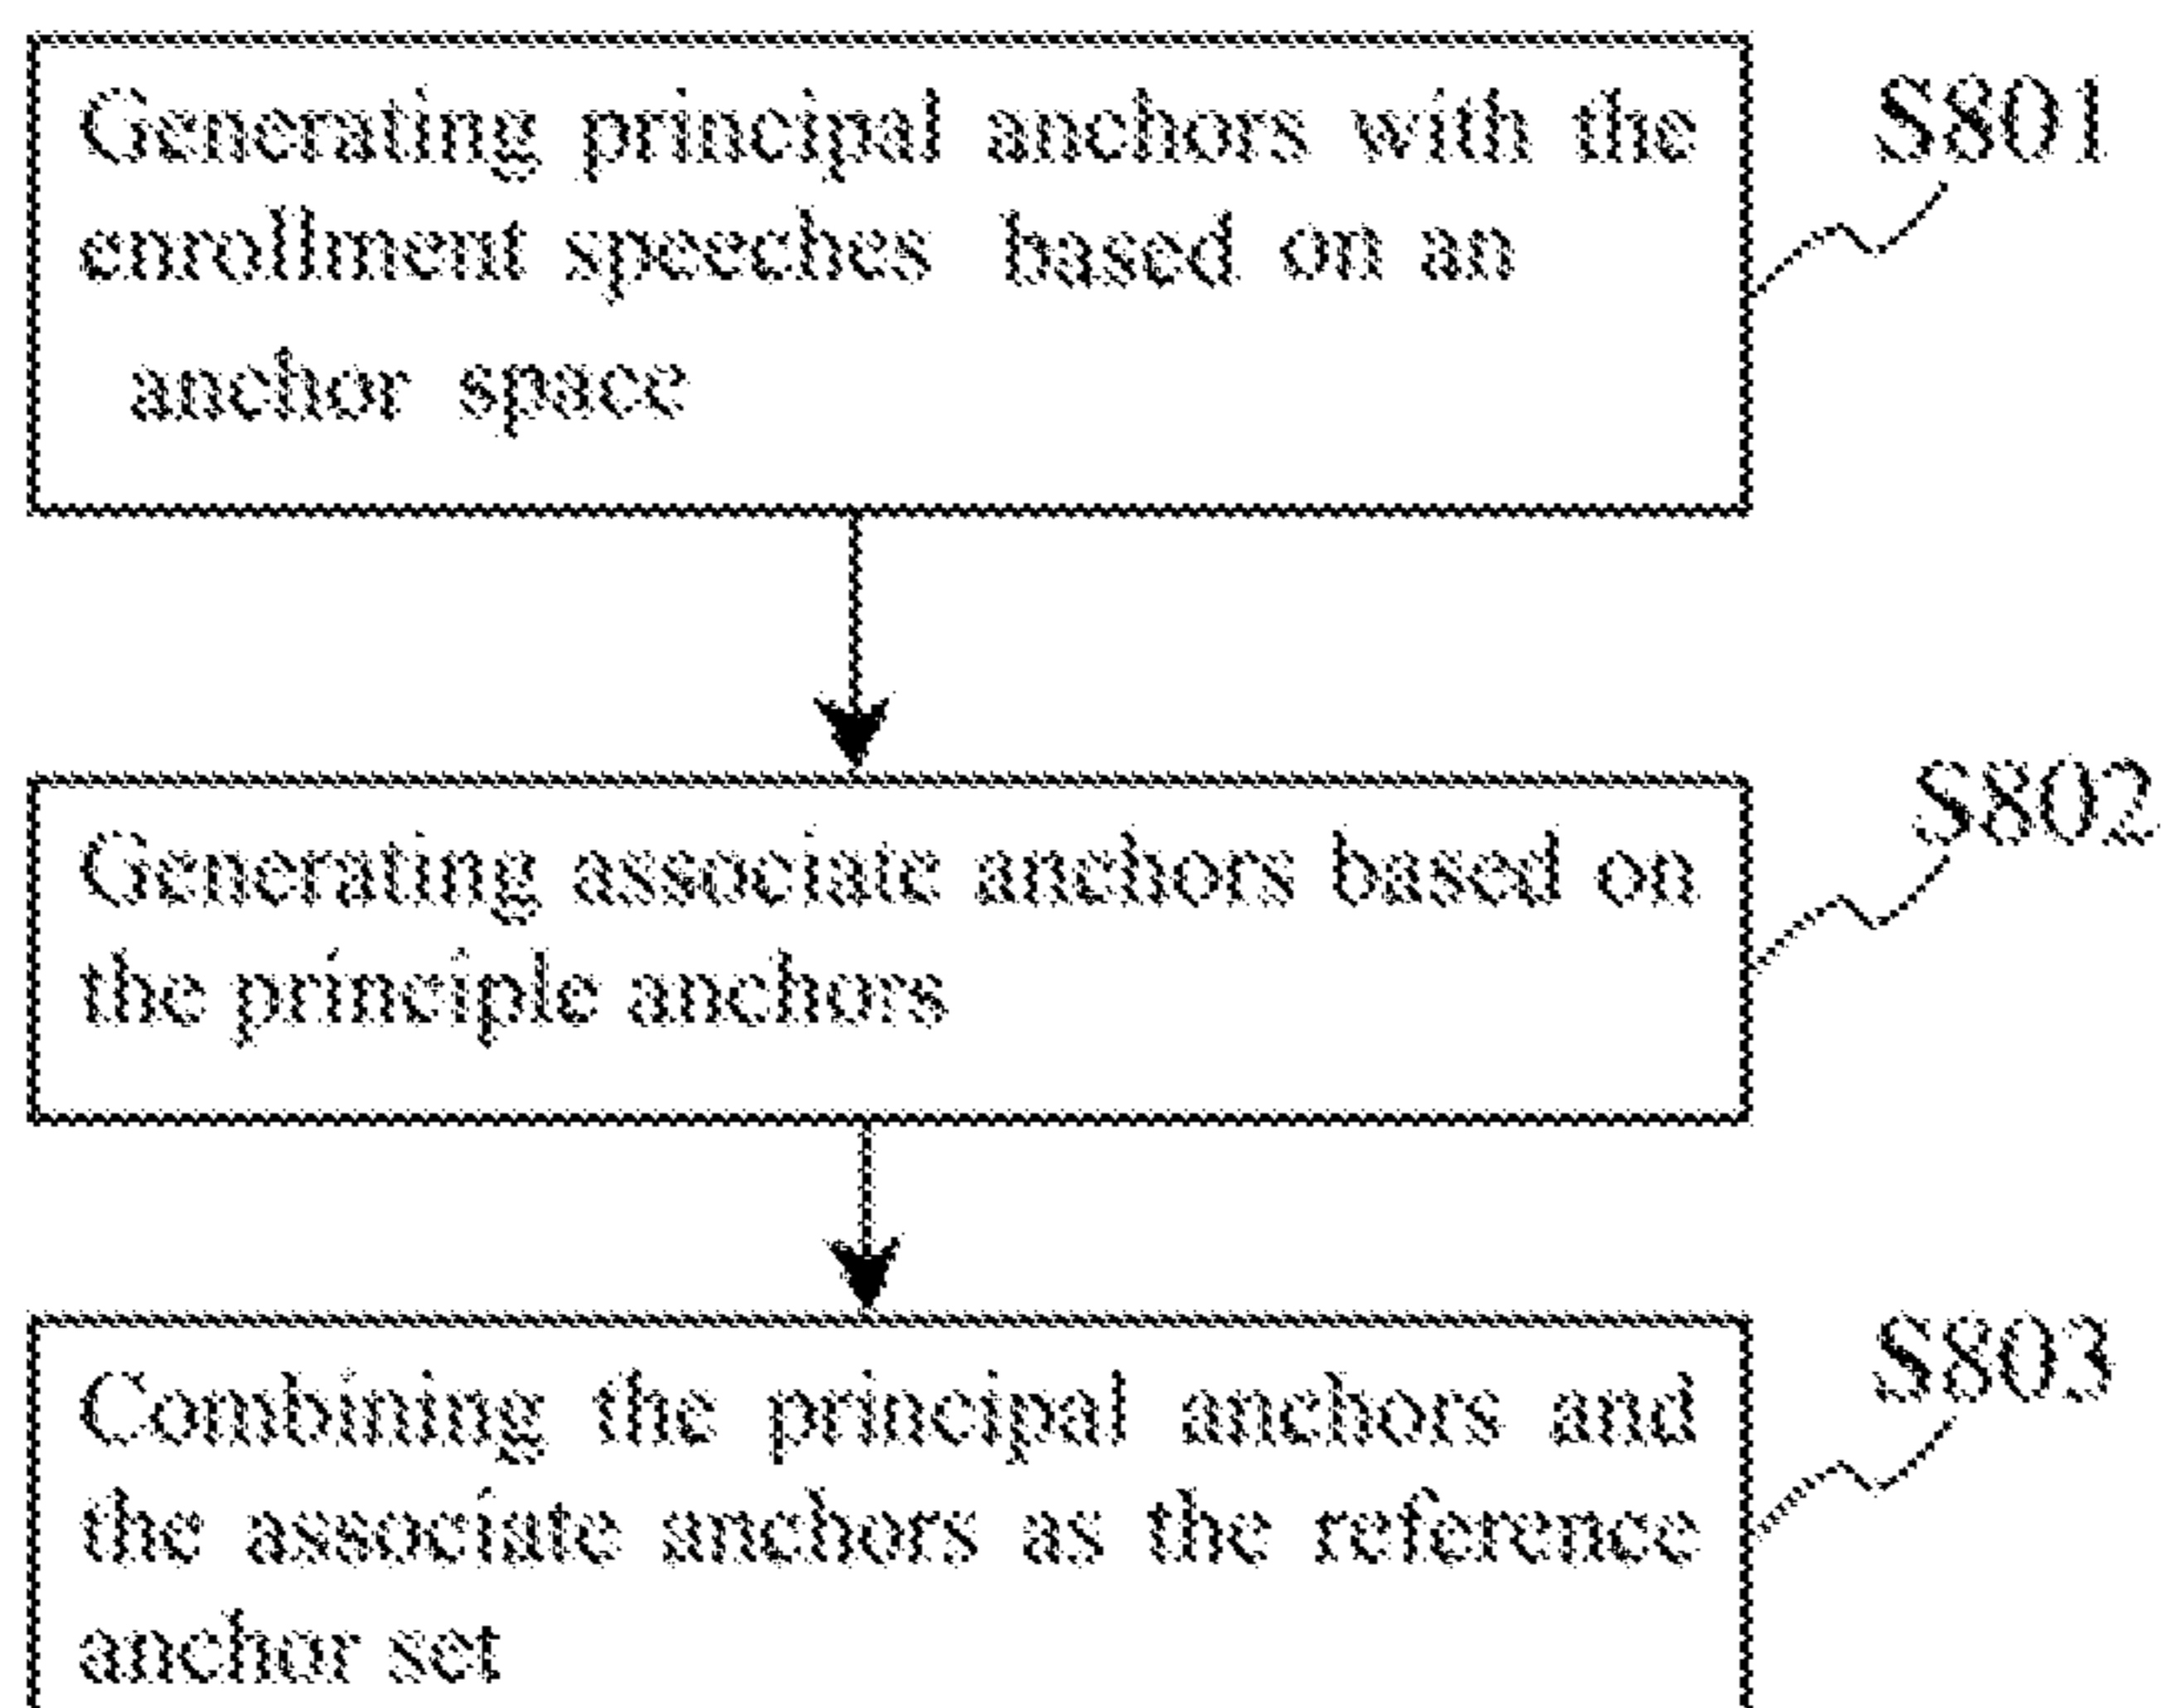 Generating principal anchors with the
S801
enrollment speeches based on an
anchor space
S802
Generating associate anchors based on
the principle anchors
S803
Combining the principal anchors and
the associate anchors as the reference
anchor set